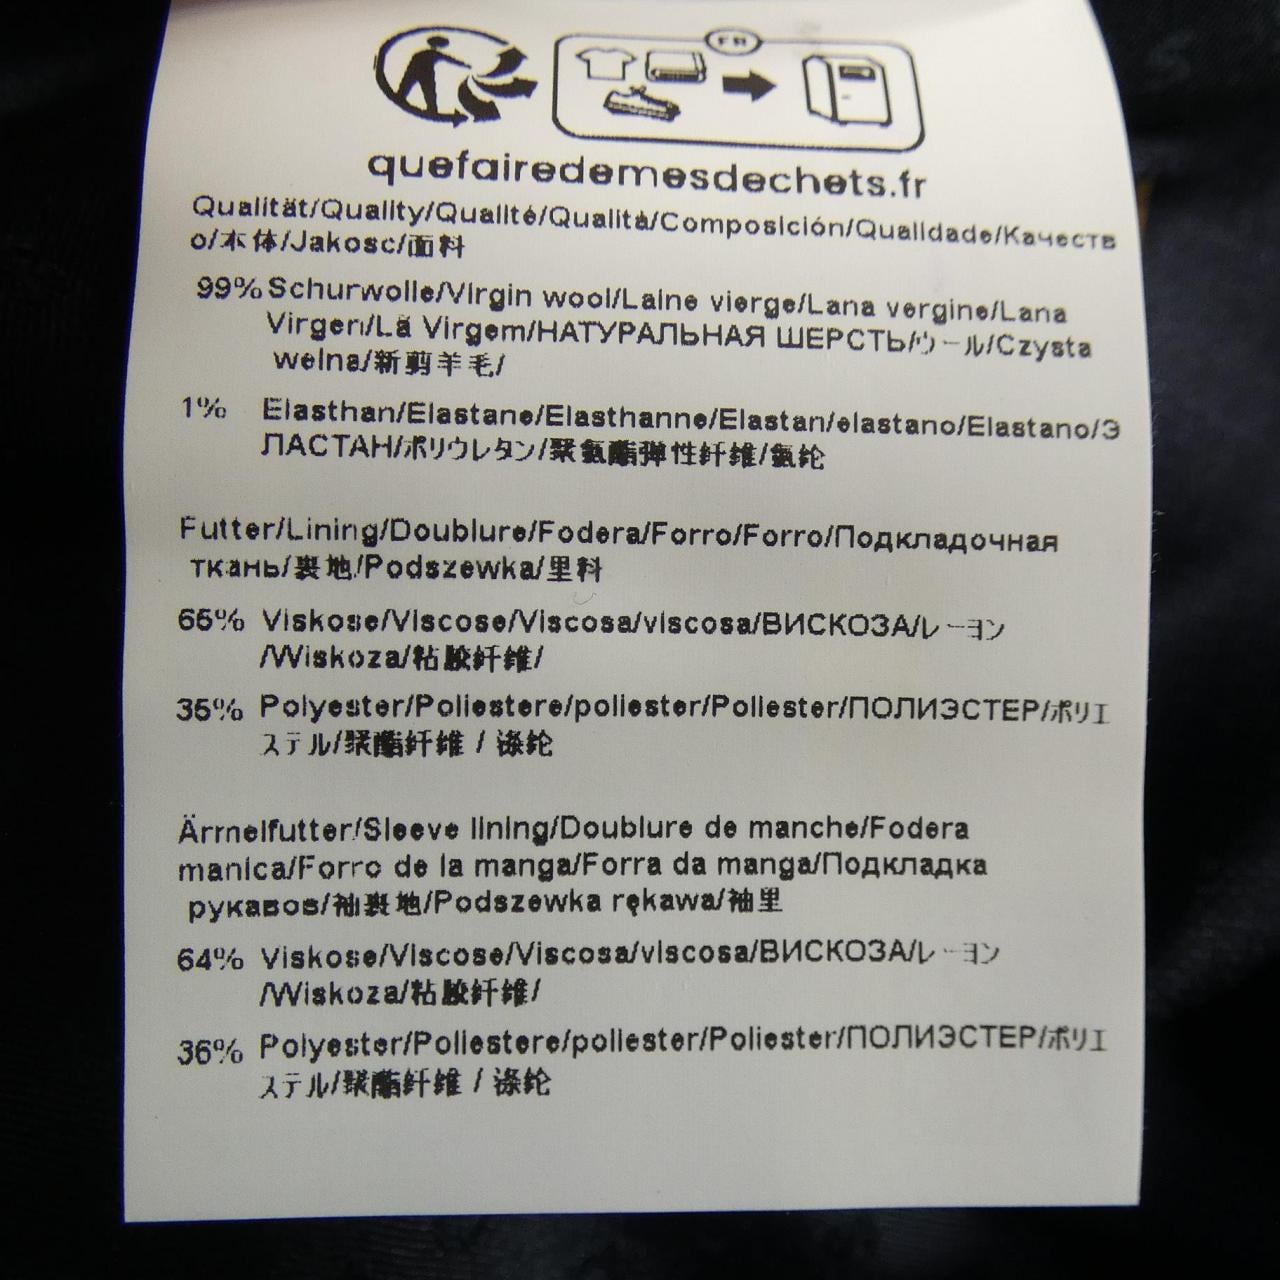 FR
quefairedemesdechets.fr
Qualität/Quality/Qualité/Qualità/Composición/Qualidade/Качеств
о/本体/Jakosc/面料
99% Schurwolle/Virgin wool/Laine vierge/Lana vergine/Lana
Virgen/Lã Virgem/НАТУРАЛЬНАЯ ШЕРСТЬ/ウール/Czysta
welna/新剪羊毛/
1% Elasthan/Elastane/Elasthanne/Elastan/elastano/Elastano/Э
ЛАСТАН/ポリウレタン/聚氨酯弹性纤维/氨纶
Futter/Lining/Doublure/Fodera/Forro/Forro/Подкладочная
ткань/裏地/Podszewka/里料
65% Viskose/Viscose/Viscosa/viscosa/ВИСКОЗА/レーヨン
/Wiskoza/粘胶纤维/
35% Polyester/Poliestere/poliester/Poliester/ПОЛИЭСТЕР/ポリエ
ステル/聚酯纤维 / 涤纶
Ärmelfutter/Sleeve lining/Doublure de manche/Fodera
manica/Forro de la manga/Forra da manga/Подкладка
рукавов/袖裏地/Podszewka rękawa/袖里
64% Viskose/Viscose/Viscosa/viscosa/ВИСКОЗА/レーヨン
/Wiskoza/粘胶纤维/
36% Polyester/Poliestere/poliester/Poliester/ПОЛИЭСТЕР/ポリエ
ステル/聚酯纤维 / 涤纶